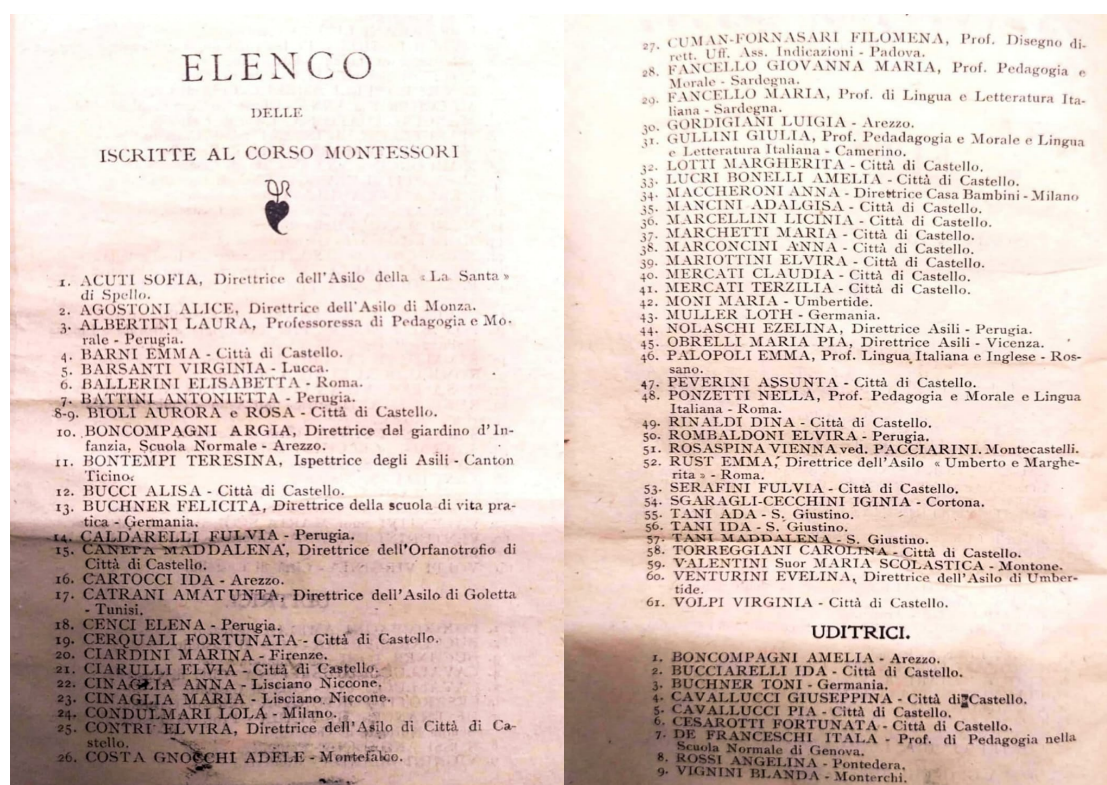 ELENCO
DELLE
ISCRITTE AL CORSO MONTESSORI
1. ACUTI SOFIA, Direttrice dell'Asilo della «La Santa»
di Spello.
2. AGOSTONI ALICE, Direttrice dell'Asilo di Monza.
3. ALBERTINI LAURA, Professoressa di Pedagogia e Mo-
rale - Perugia.
4. BARNI EMMA - Città di Castello.
5. BARSANTI VIRGINIA - Lucca.
6. BALLERINI ELISABETTA - Roma.
7. BATTINI ANTONIETTA - Perugia.
8-9. BIOLI AURORA e ROSA - Città di Castello.
10. BONCOMPAGNI ARGIA, Direttrice del giardino d'In-
fanzia, Scuola Normale - Arezzo.
11. BONTEMPI TERESINA, Ispettrice degli Asili - Canton
Ticino.
12. BUCCI ALISA - Città di Castello.
13. BUCHNER FELICITA, Direttrice della scuola di vita pra-
tica - Germania.
14. CALDARELLI FULVIA - Perugia.
15. CANEPA MADDALENA, Direttrice dell'Orfanotrofio di
Città di Castello.
16. CARTOCCI IDA - Arezzo.
17. CATRANI AMATUNTA, Direttrice dell'Asilo di Goletta
- Tunisi.
18. CENCI ELENA - Perugia.
19. CERQUALI FORTUNATA - Città di Castello.
20. CIARDINI MARINA - Firenze.
21. CIARULLI ELVIA - Città di Castello.
22. CINAGLIA ANNA - Lisciano Niccone.
23. CINAGLIA MARIA - Lisciano Niccone.
24. CONDULMARI LOLA - Milano.
25. CONTRI ELVIRA, Direttrice dell'Asilo di Città di Ca-
stello.
26. COSTA GNOCCHI ADELE - Montefalco.
27. CUMAN-FORNASARI FILOMENA, Prof. Disegno di-
rett. Uff. Ass. Indicazioni - Padova.
28. FANCELLO GIOVANNA MARIA, Prof. Pedagogia e
Morale - Sardegna.
29. FANCELLO MARIA, Prof. di Lingua e Letteratura Ita-
liana - Sardegna.
30. GORDIGIANI LUIGIA - Arezzo.
31. GULLINI GIULIA, Prof. Pedadagogia e Morale e Lingua
e Letteratura Italiana - Camerino.
32. LOTTI MARGHERITA - Città di Castello.
33. LUCRI BONELLI AMELIA - Città di Castello.
34. MACCHERONI ANNA - Direttrice Casa Bambini - Milano
35. MANCINI ADALGISA - Città di Castello.
36. MARCELLINI LICINIA - Città di Castello.
37. MARCHETTI MARIA - Città di Castello.
38. MARCONCINI ANNA - Città di Castello.
39. MARIOTTINI ELVIRA - Città di Castello.
40. MERCATI CLAUDIA - Città di Castello.
41. MERCATI TERZILIA - Città di Castello.
42. MONI MARIA - Umbertide.
43. MULLER LOTH - Germania.
44. NOLASCHI EZELINA, Direttrice Asili - Perugia.
45. OBRELLI MARIA PIA, Direttrice Asili - Vicenza.
46. PALOPOLI EMMA, Prof. Lingua Italiana e Inglese - Ros-
sano.
47. PEVERINI ASSUNTA - Città di Castello.
48. PONZETTI NELLA, Prof. Pedagogia e Morale e Lingua
Italiana - Roma.
49. RINALDI DINA - Città di Castello.
50. ROMBALDONI ELVIRA - Perugia.
51. ROSASPINA VIENNA ved. PACCIARINI. Montecastelli.
52. RUST EMMA, Direttrice dell'Asilo «Umberto e Marghe-
rita» - Roma.
53. SERAFINI FULVIA - Città di Castello.
54. SGARAGLI-CECCHINI IGINIA - Cortona.
55. TANI ADA - S. Giustino.
56. TANI IDA - S. Giustino.
57. TANI MADDALENA - S. Giustino.
58. TORREGGIANI CAROLINA - Città di Castello.
59. VALENTINI Suor MARIA SCOLASTICA - Montone.
60. VENTURINI EVELINA, Direttrice dell'Asilo di Umber-
tide.
61. VOLPI VIRGINIA - Città di Castello.
UDITRICI.
1. BONCOMPAGNI AMELIA - Arezzo.
2. BUCCIARELLI IDA - Città di Castello.
3. BUCHNER TONI - Germania.
4. CAVALLUCCI GIUSEPPINA - Città di Castello.
5. CAVALLUCCI PIA - Città di Castello.
6. CESAROTTI FORTUNATA - Città di Castello.
7. DE FRANCESCHI ITALA - Prof. di Pedagogia nella
Scuola Normale di Genova.
8. ROSSI ANGELINA - Pontedera.
9. VIGNINI BLANDA - Monterchi.